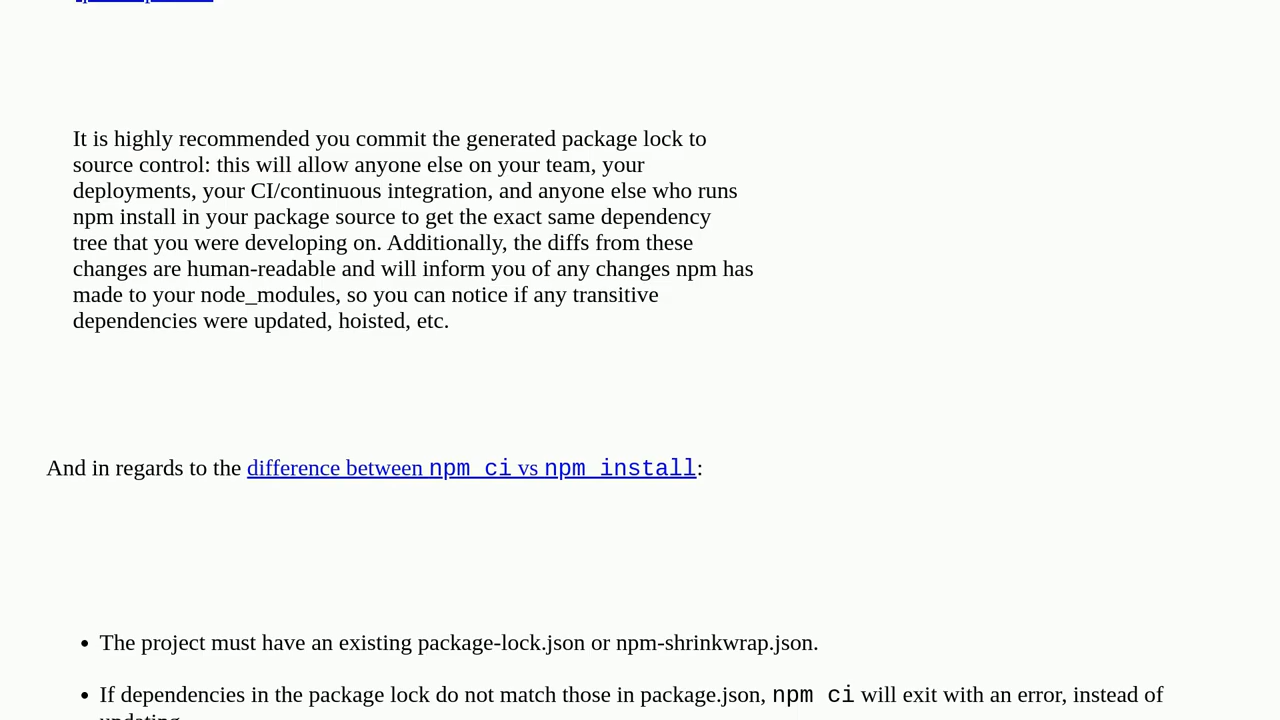 It is highly recommended you commit the generated package lock to
source control: this will allow anyone else on your team, your
deployments, your CI/continuous integration, and anyone else who runs
npm install in your package source to get the exact same dependency
tree that you were developing on. Additionally, the diffs from these
changes are human-readable and will inform you of any changes npm has
made to your node_modules, so you can notice if any transitive
dependencies were updated, hoisted, etc.
And in regards to the difference between npm ci vs npm install:
• The project must have an existing package-lock.json or npm-shrinkwrap.json.
• If dependencies in the package lock do not match those in package.json, npm ci will exit with an error, instead of